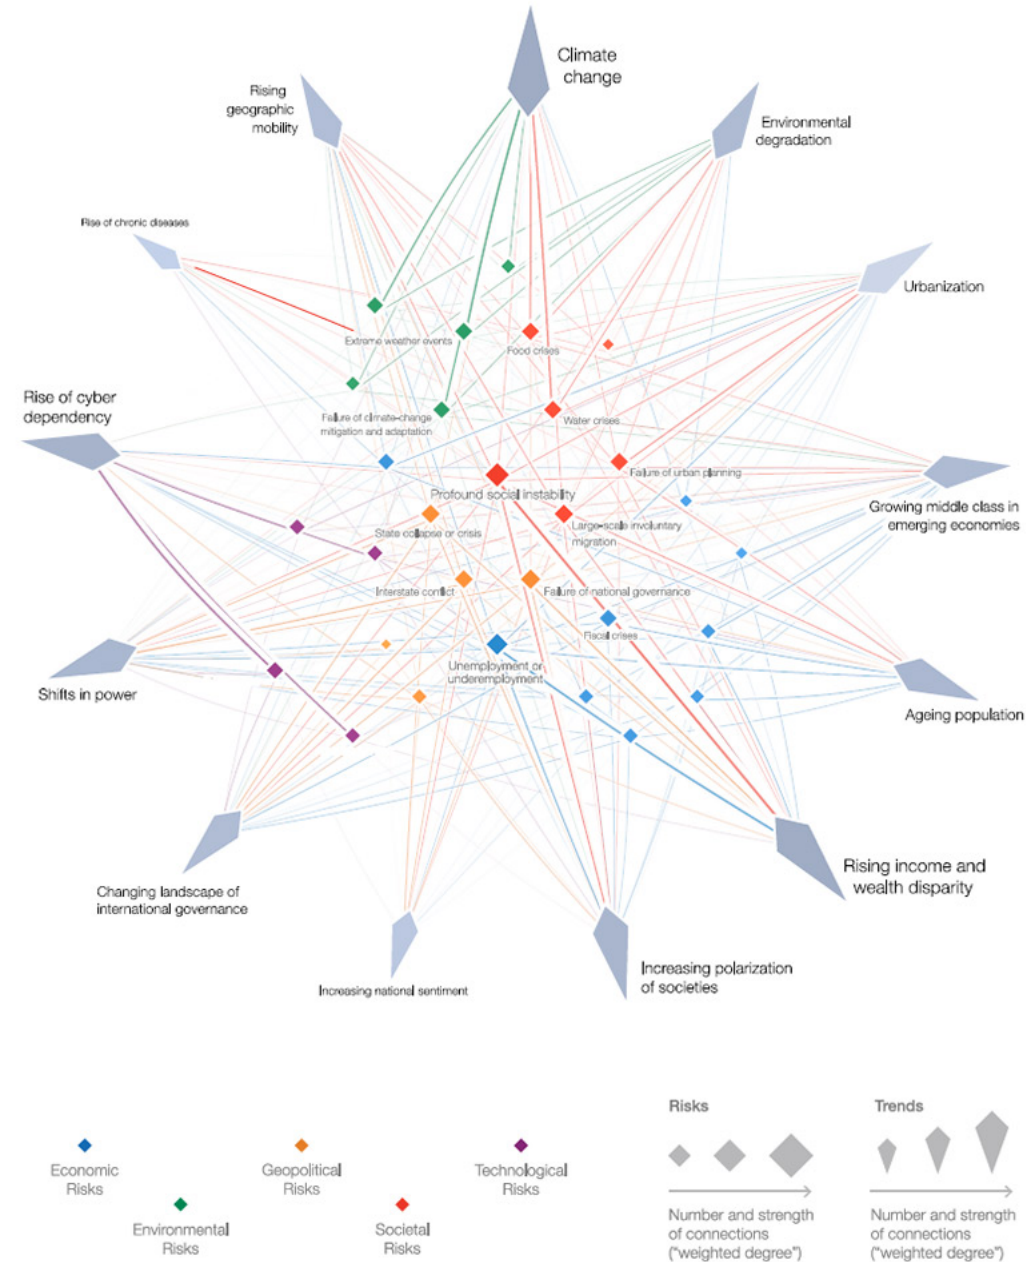 Climate
change
Rising
geographic
mobility
Environmental
degradation
Rise of chronic diseases
Urbanization
Extreme weather events
Food crises
Rise of cyber
dependency
Failure of climate-change
mitigation and adaptation
Water crises
Failure of urban planning
Profound social instability
Growing middle class in
emerging economies
State collapse or crisis
Large-scale involuntary
migration
Interstate conflict
Failure of national governance
Fiscal crises
Unemployment or
underemployment
Shifts in power
Ageing population
Rising income and
wealth disparity
Changing landscape of
international governance
Increasing national sentiment
Increasing polarization
of societies
Economic
Risks
Environmental
Risks
Geopolitical
Risks
Societal
Risks
Technological
Risks
Risks
Number and strength
of connections
("weighted degree")
Trends
Number and strength
of connections
("weighted degree")